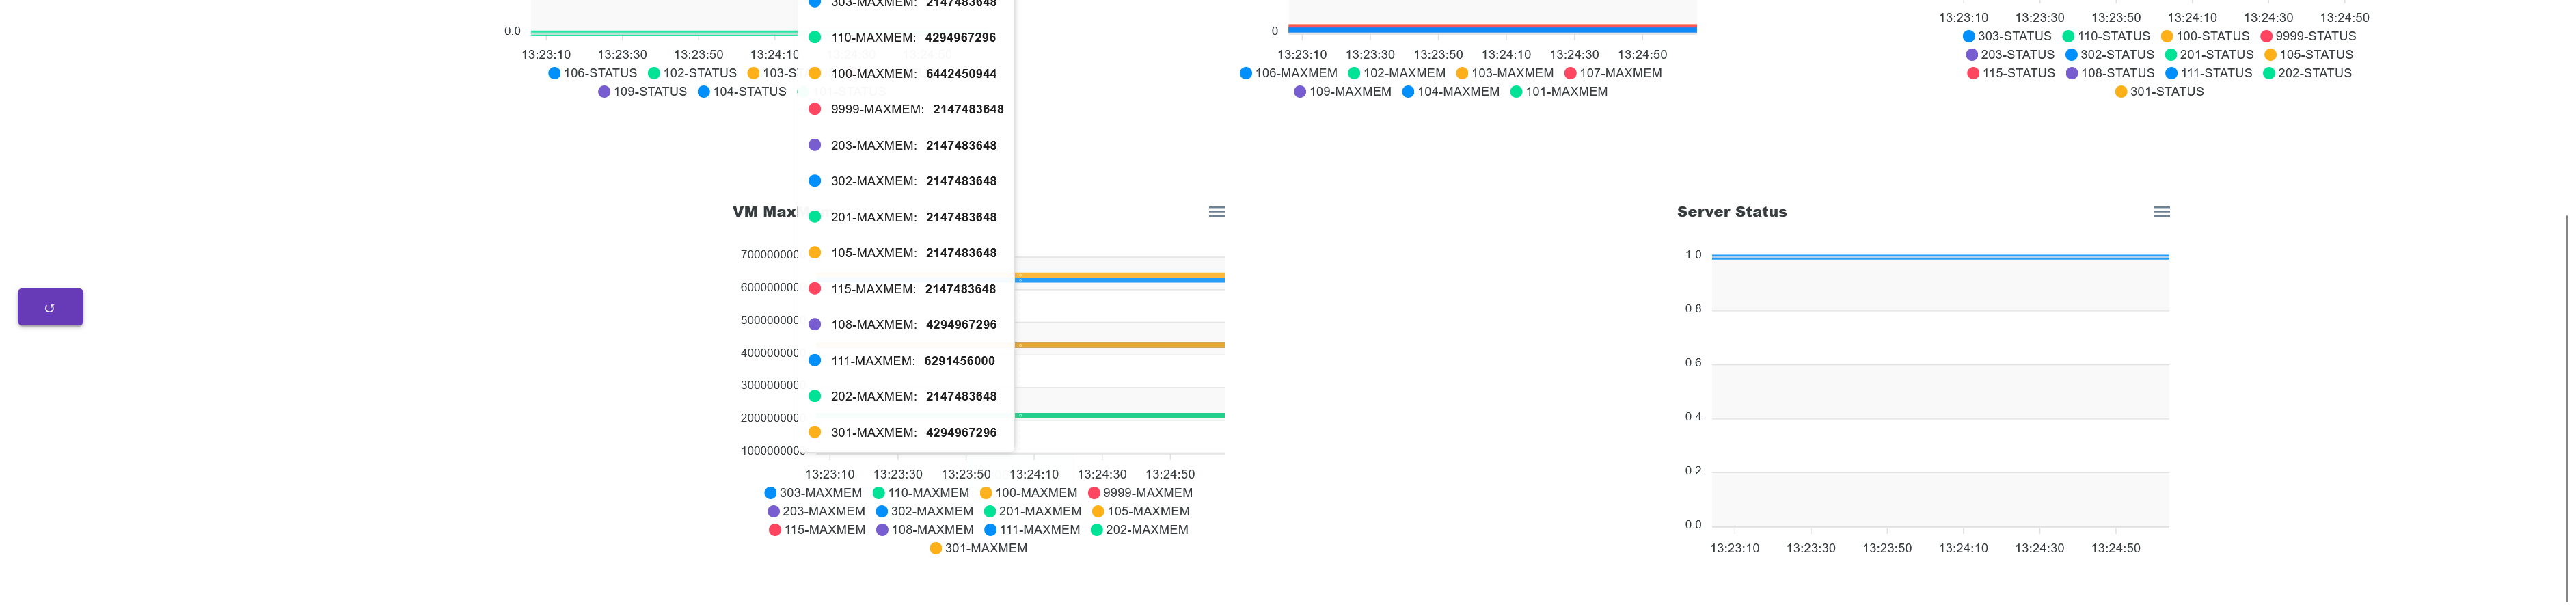 0.0
13:23:10 13:23:30 13:23:50 13:24:10
106-STATUS 102-STATUS 103-S
109-STATUS 104-STATUS
303-MAXMEM: 2147483648
110-MAXMEM: 4294967296
100-MAXMEM: 6442450944
9999-MAXMEM: 2147483648
203-MAXMEM: 2147483648
302-MAXMEM: 2147483648
201-MAXMEM: 2147483648
105-MAXMEM: 2147483648
115-MAXMEM: 2147483648
108-MAXMEM: 4294967296
111-MAXMEM: 6291456000
202-MAXMEM: 2147483648
301-MAXMEM: 4294967296
0
13:23:10 13:23:30 13:23:50 13:24:10 13:24:30 13:24:50
106-MAXMEM 102-MAXMEM 103-MAXMEM 107-MAXMEM
109-MAXMEM 104-MAXMEM 101-MAXMEM
13:23:10 13:23:30 13:23:50 13:24:10 13:24:30 13:24:50
303-STATUS 110-STATUS 100-STATUS 9999-STATUS
203-STATUS 302-STATUS 201-STATUS 105-STATUS
115-STATUS 108-STATUS 111-STATUS 202-STATUS
301-STATUS
VM Max
700000000
600000000
500000000
400000000
300000000
200000000
1000000000
13:23:10 13:23:30 13:23:50 13:24:10 13:24:30 13:24:50
303-MAXMEM 110-MAXMEM 100-MAXMEM 9999-MAXMEM
203-MAXMEM 302-MAXMEM 201-MAXMEM 105-MAXMEM
115-MAXMEM 108-MAXMEM 111-MAXMEM 202-MAXMEM
301-MAXMEM
Server Status
1.0
0.8
0.6
0.4
0.2
0.0
13:23:10 13:23:30 13:23:50 13:24:10 13:24:30 13:24:50